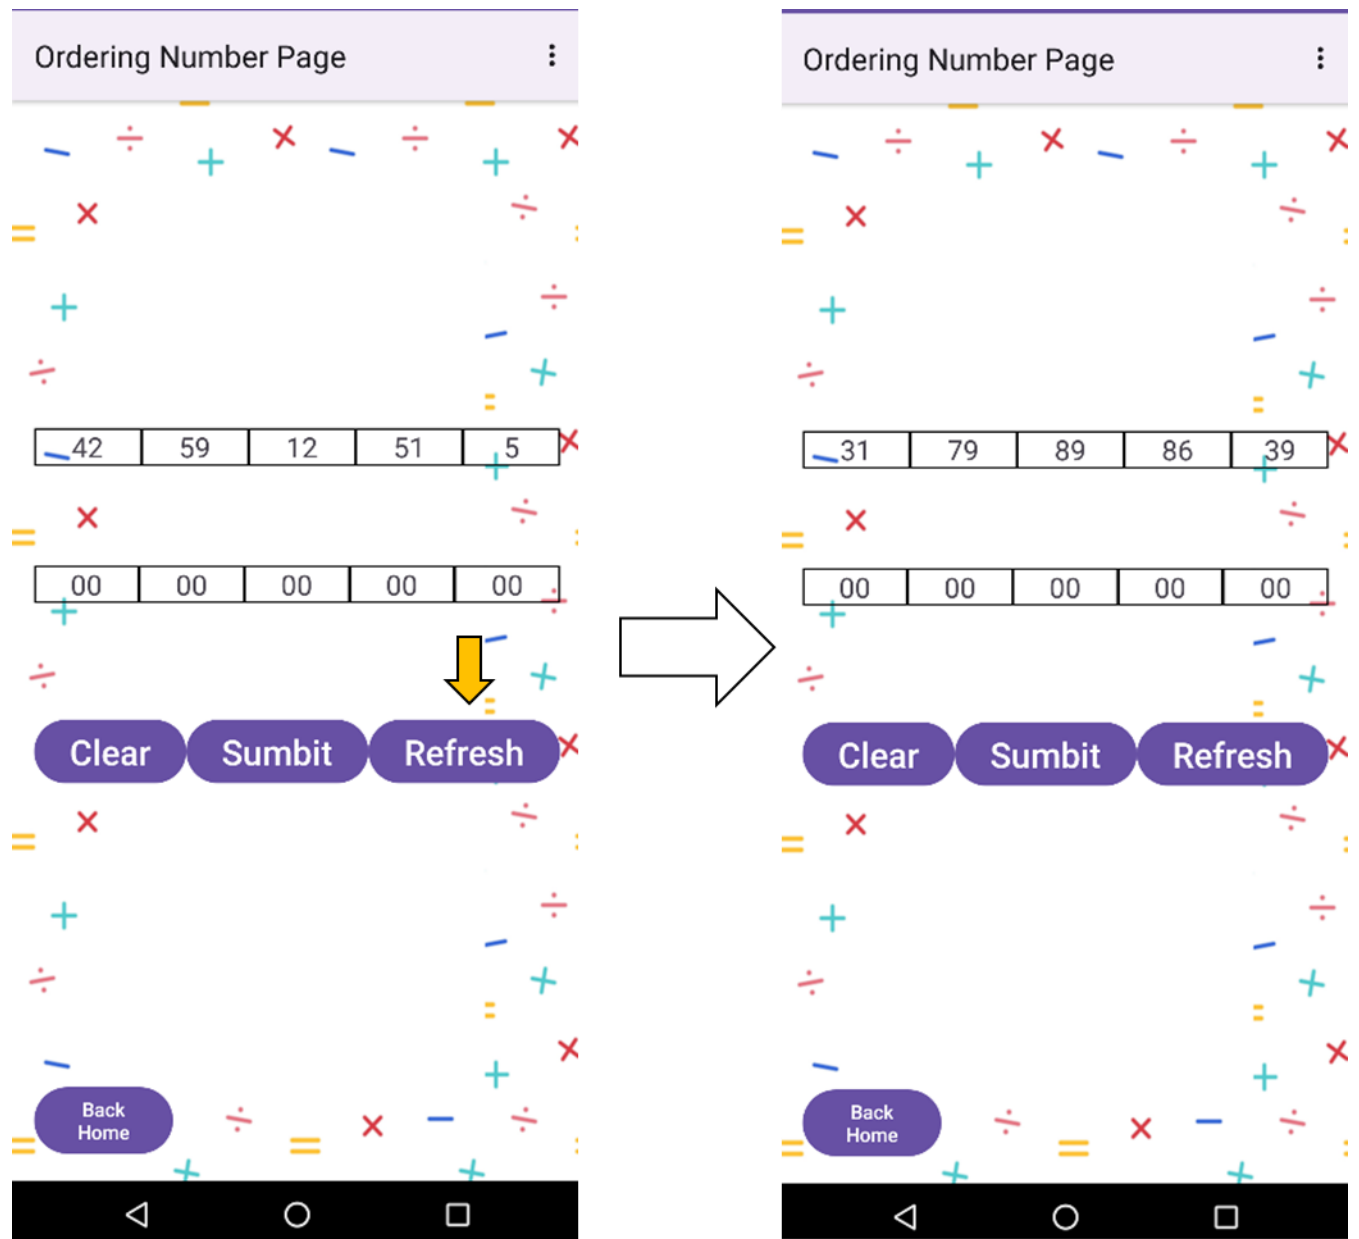 Ordering Number Page
42 59 12 51 5
00 00 00 00 00
Clear Sumbit Refresh
Back
Home
Ordering Number Page
31 79 89 86 39
00 00 00 00 00
Clear Sumbit Refresh
Back
Home